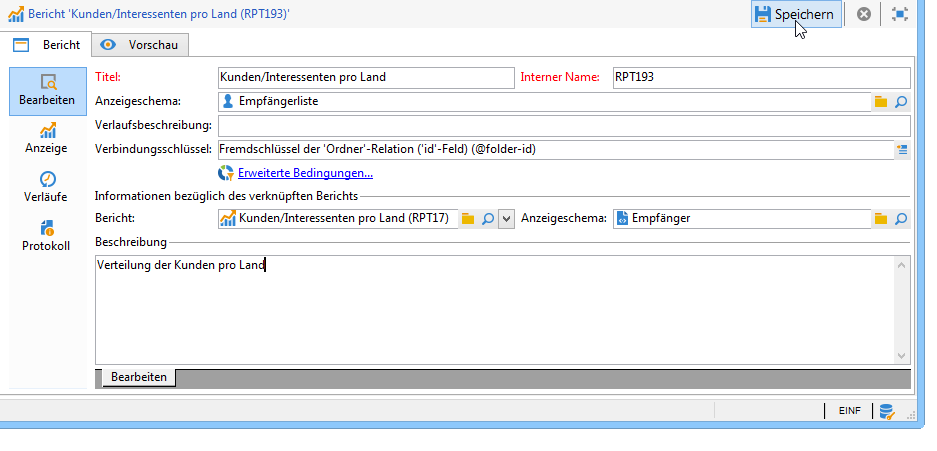 Bericht 'Kunden/Interessenten pro Land (RPT193)'
Speichern
Bericht Vorschau
Bearbeiten
Anzeige
Verläufe
Protokoll
Titel: Kunden/Interessenten pro Land Interner Name: RPT193
Anzeigeschema: Empfängerliste
Verlaufsbeschreibung:
Verbindungsschlüssel: Fremdschlüssel der 'Ordner'-Relation ('id'-Feld) (@folder-id)
Erweiterte Bedingungen...
Informationen bezüglich des verknüpften Berichts
Bericht: Kunden/Interessenten pro Land (RPT17) Anzeigeschema: Empfänger
Beschreibung
Verteilung der Kunden pro Land
Bearbeiten
EINF